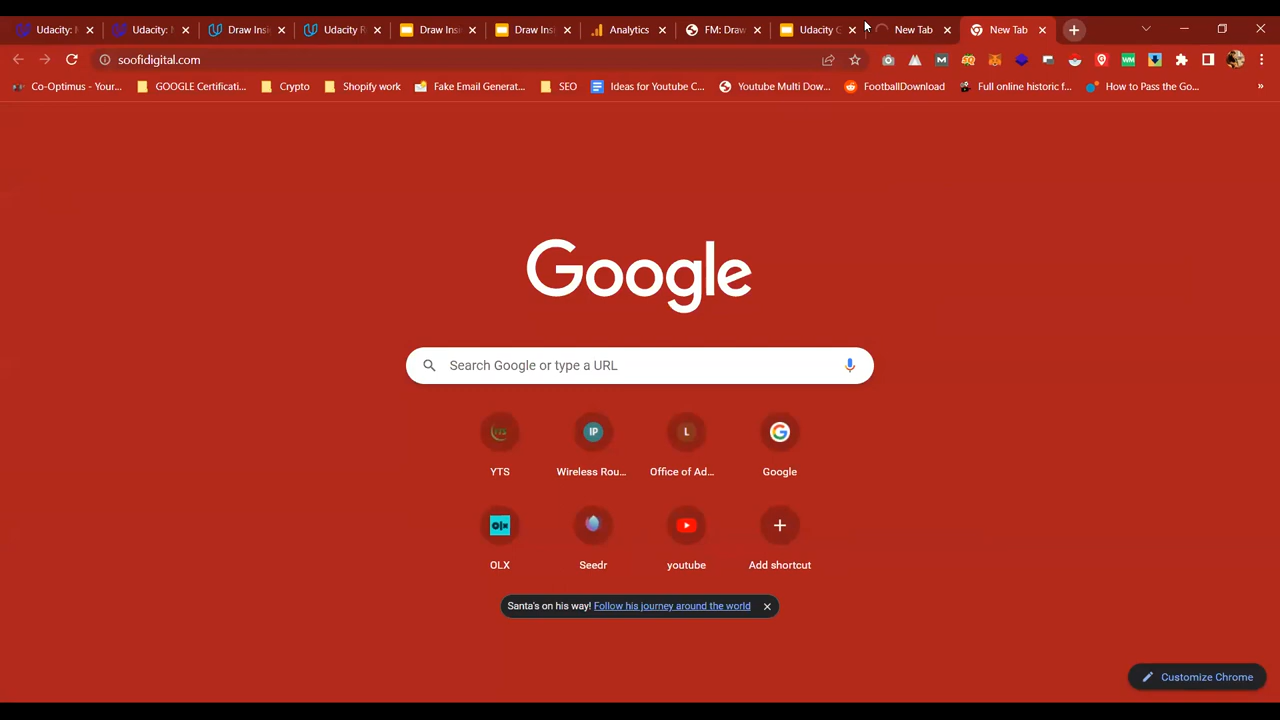 Udacity: M
Udacity:
Draw Insi
Udacity R
Draw Insi
Draw Insi
Analytics
FM: Draw
Udacity G
New Tab
New Tab
soofidigital.com
Co-Optimus - Your...
GOOGLE Certificati...
Crypto
Shopify work
Fake Email Generat...
SEO
Ideas for Youtube C...
Youtube Multi Dow...
FootballDownload
Full online historic f...
How to Pass the Go...
»
Google
Search Google or type a URL
IP
L
YTS
Wireless Rou...
Office of Ad...
Google
olx
OLX
Seedr
youtube
Add shortcut
Santa's on his way! Follow his journey around the world
Customize Chrome